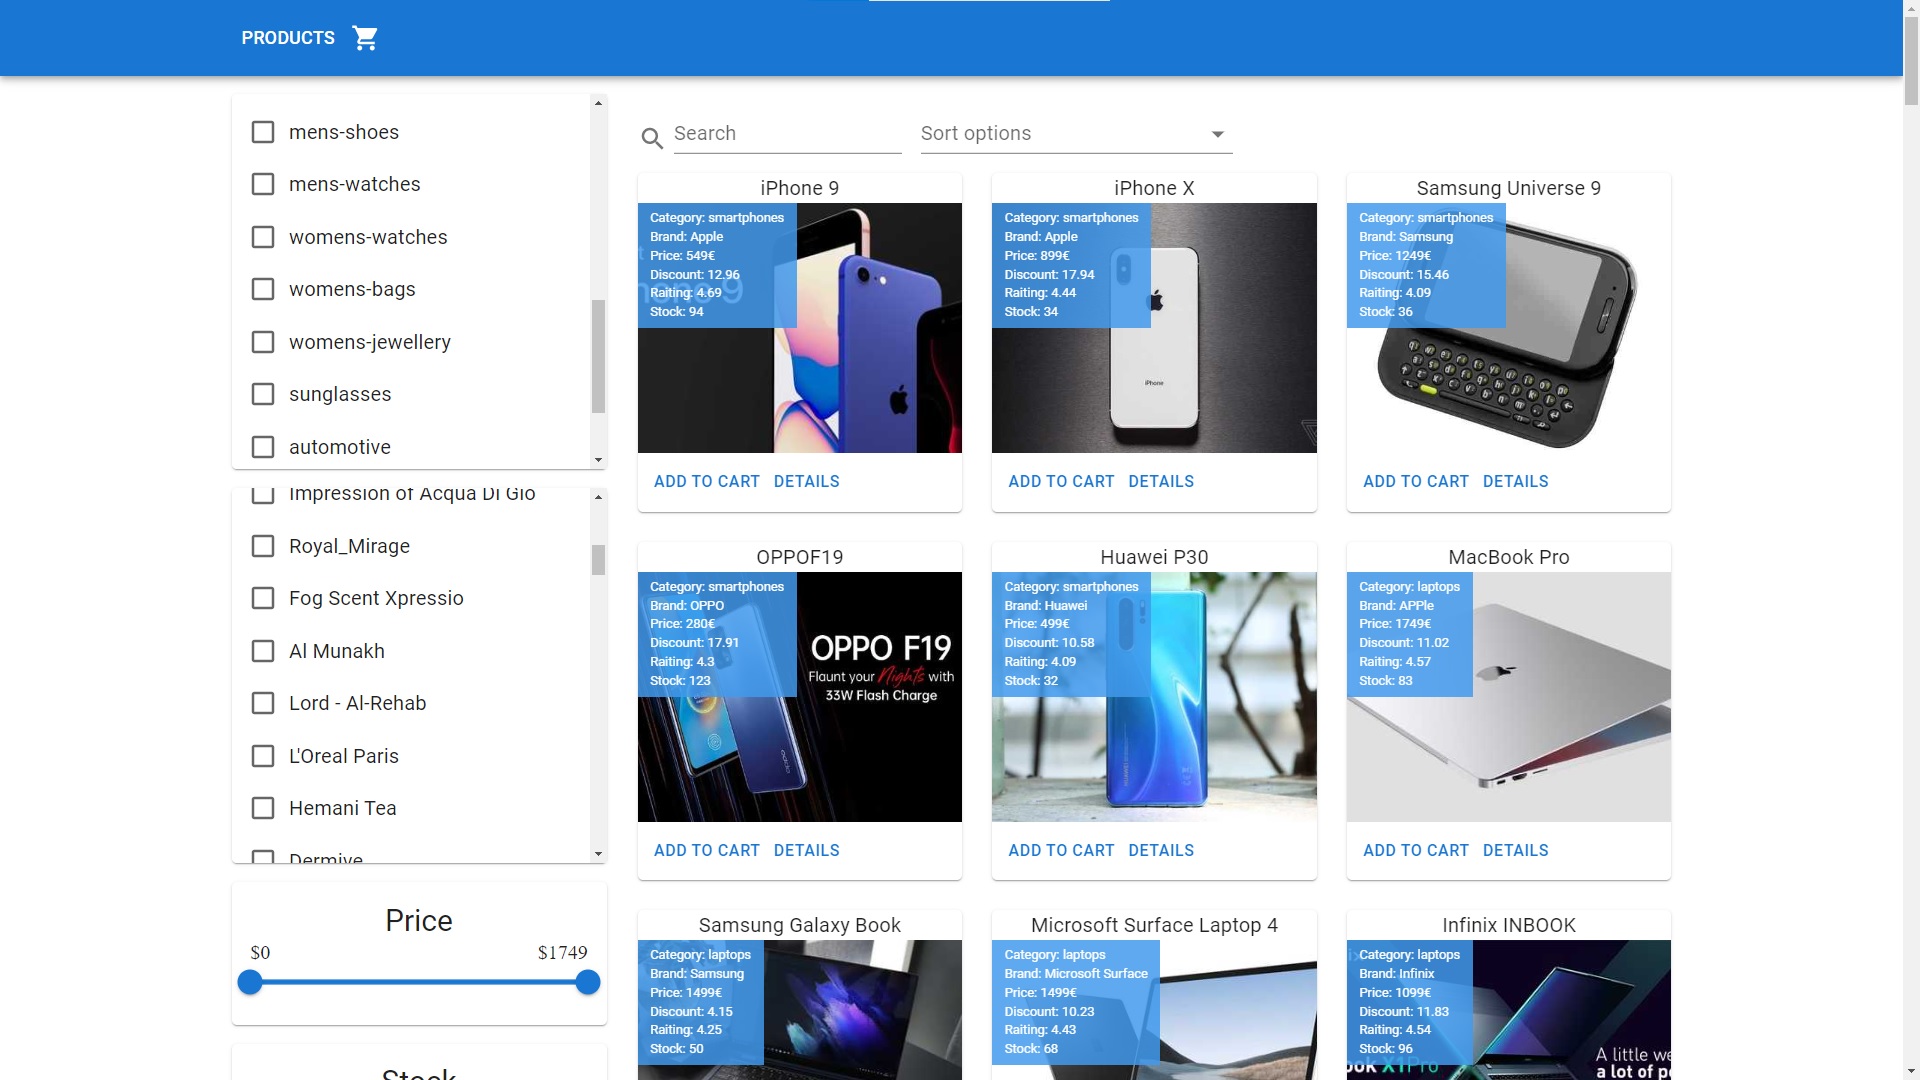 PRODUCTS
mens-shoes
mens-watches
womens-watches
womens-bags
womens-jewellery
sunglasses
automotive
Impression of Acqua Di Gio
Royal_Mirage
Fog Scent Xpressio
Al Munakh
Lord - Al-Rehab
L'Oreal Paris
Hemani Tea
Dermive
Price
$0 $1749
Stock
Search
Sort options
iPhone 9
Category: smartphones
Brand: Apple
Price: 549€
Discount: 12.96
Raiting: 4.69
Stock: 94
ADD TO CART DETAILS
iPhone X
Category: smartphones
Brand: Apple
Price: 899€
Discount: 17.94
Raiting: 4.44
Stock: 34
iPhone
ADD TO CART DETAILS
Samsung Universe 9
Category: smartphones
Brand: Samsung
Price: 1249€
Discount: 15.46
Raiting: 4.09
Stock: 36
ADD TO CART DETAILS
OPPOF19
Category: smartphones
Brand: OPPO
Price: 280€
Discount: 17.91
Raiting: 4.3
Stock: 123
OPPO F19
Flaunt your Nights with
33W Flash Charge
ADD TO CART DETAILS
Huawei P30
Category: smartphones
Brand: Huawei
Price: 499€
Discount: 10.58
Raiting: 4.09
Stock: 32
ADD TO CART DETAILS
MacBook Pro
Category: laptops
Brand: APPle
Price: 1749€
Discount: 11.02
Raiting: 4.57
Stock: 83
ADD TO CART DETAILS
Samsung Galaxy Book
Category: laptops
Brand: Samsung
Price: 1499€
Discount: 4.15
Raiting: 4.25
Stock: 50
Microsoft Surface Laptop 4
Category: laptops
Brand: Microsoft Surface
Price: 1499€
Discount: 10.23
Raiting: 4.43
Stock: 68
Infinix INBOOK
Category: laptops
Brand: Infinix
Price: 1099€
Discount: 11.83
Raiting: 4.54
Stock: 96
ook X1Pro
A little we
a lot of p